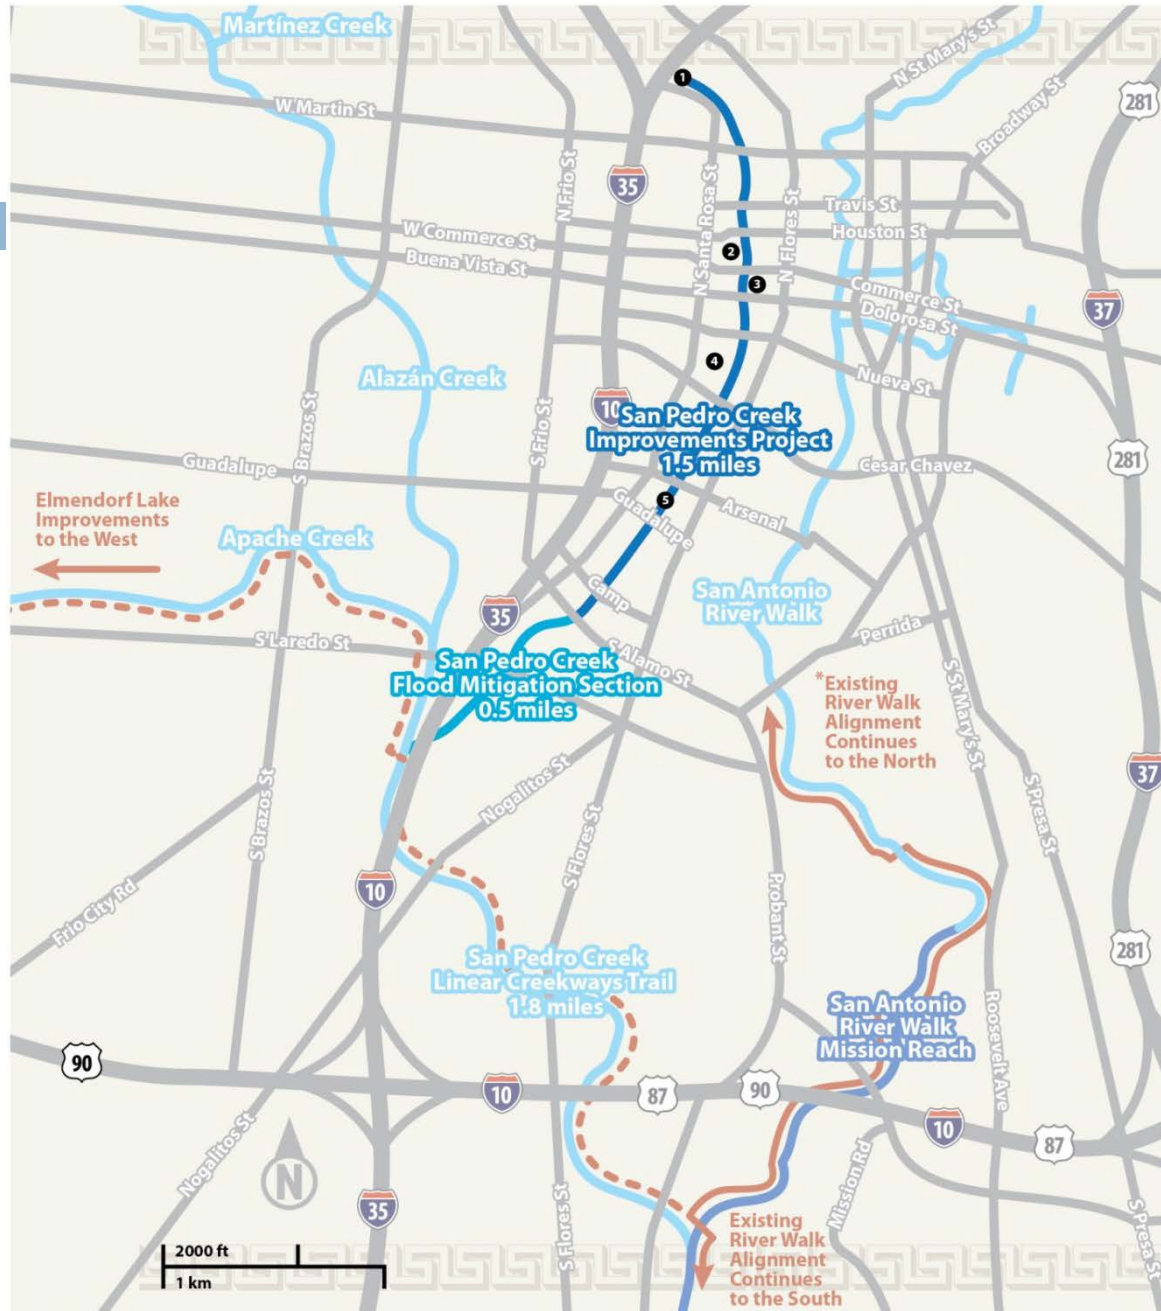 Martínez Creek
N St Mary's St
W Martin St
281
Broadway St
1
35
N Frio St
N Santa Rosa St
N Flores St
Travis St
Houston St
W Commerce St
Buena Vista St
2
3
Commerce St
Dolorosa St
37
4
Alazán Creek
Nueva St
10
San Pedro Creek
Improvements Project
1.5 miles
S Brazos St
S Frio St
Guadalupe
Cesar Chavez
281
Elmendorf Lake
Improvements
to the West
Apache Creek
5
Guadalupe
Arsenal
35
Camp
San Antonio
River Walk
Perrida
S Laredo St
S Alamo St
San Pedro Creek
Flood Mitigation Section
0.5 miles
*Existing
River Walk
Alignment
Continues
to the North
S St Mary's St
S Presa St
37
S Brazos St
Nogalitos St
S Flores St
Probant St
10
Frio City Rd
281
San Pedro Creek
Linear Creekways Trail
1.8 miles
San Antonio
River Walk
Mission Reach
Roosevelt Ave
90
10
87
90
10
87
Nogalitos St
N
35
S Flores St
Mission Rd
S Presa St
Existing
River Walk
Alignment
Continues
to the South
2000 ft
1 km